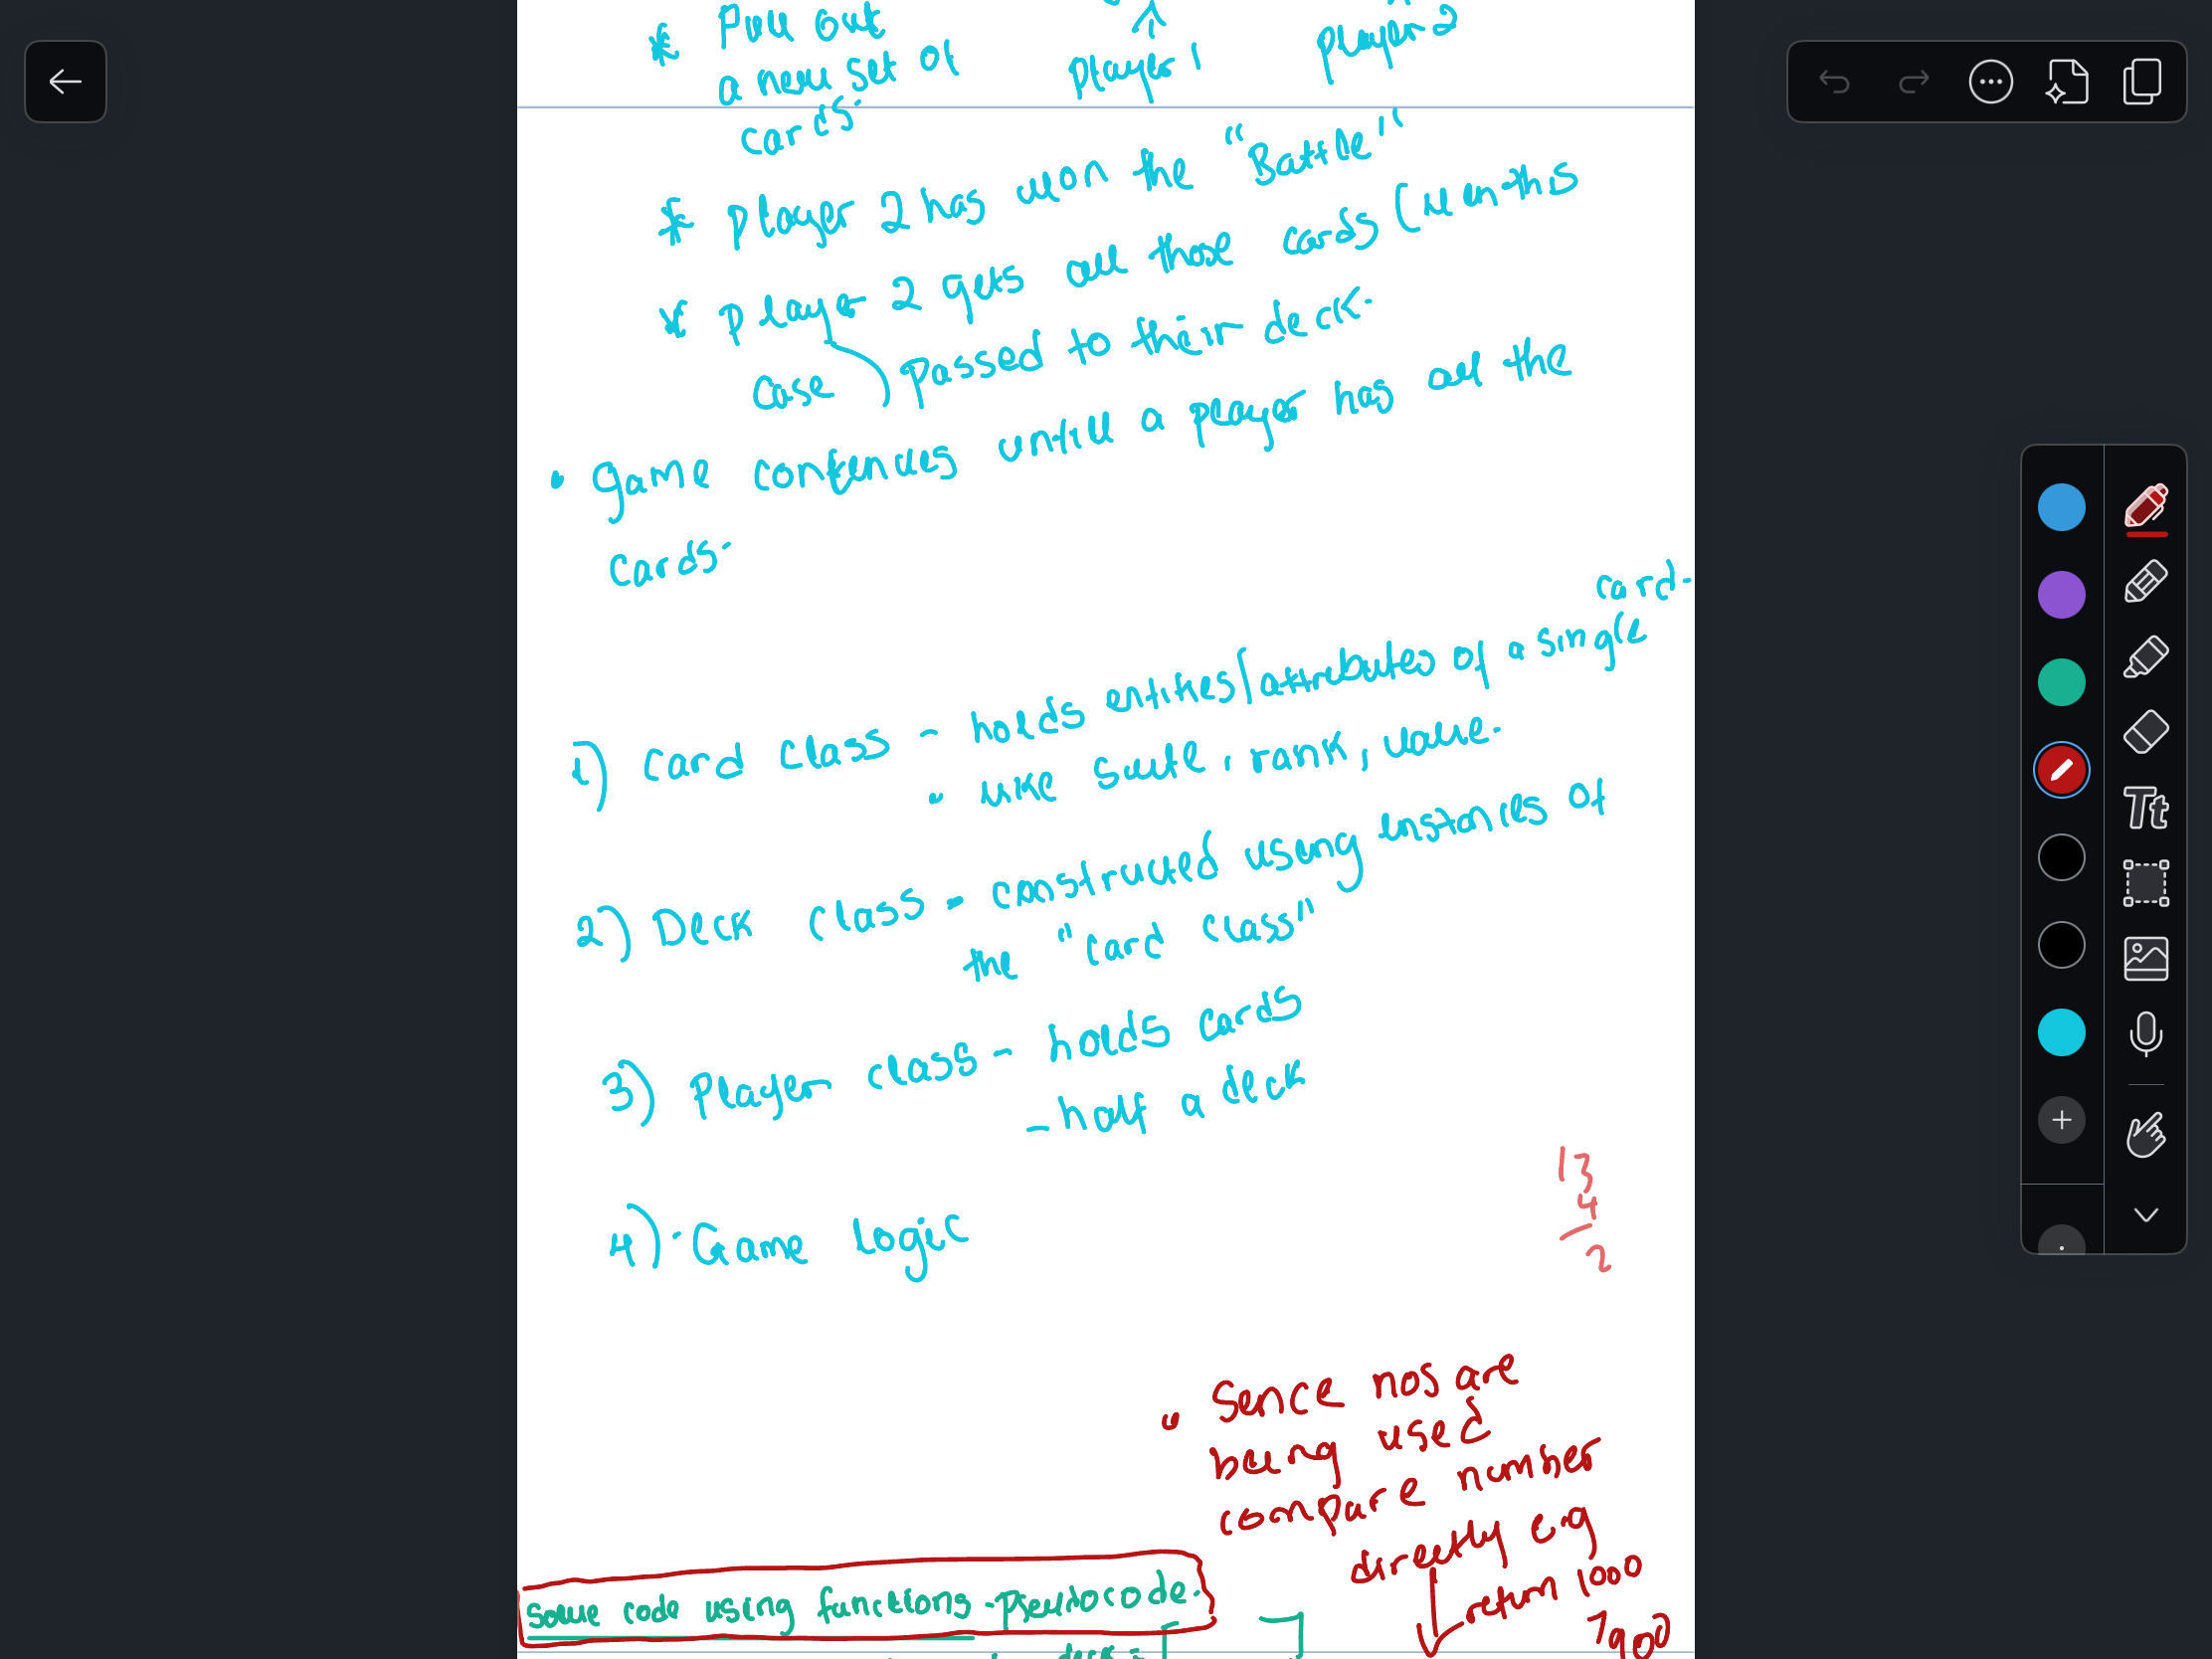 * Pull out
a new set of
cards.
player 1
player 2
* player 2 has won the "Battle"
* player 2 gets all those cards (when this
case) passed to their deck.
• game continues untill a player has all the
cards.
card.
1) Card class - holds entities/attributes of a single
• like suite, rank, value.
2) Deck class - constructed using instances of
the "card class"
3) Player class - holds cards
- half a deck
4) Game Logic
13
4
2
• Sence nos are
being used
compare number
directly e.g
return 1000
7900
Solve code using functions - pseudocode.
Tt